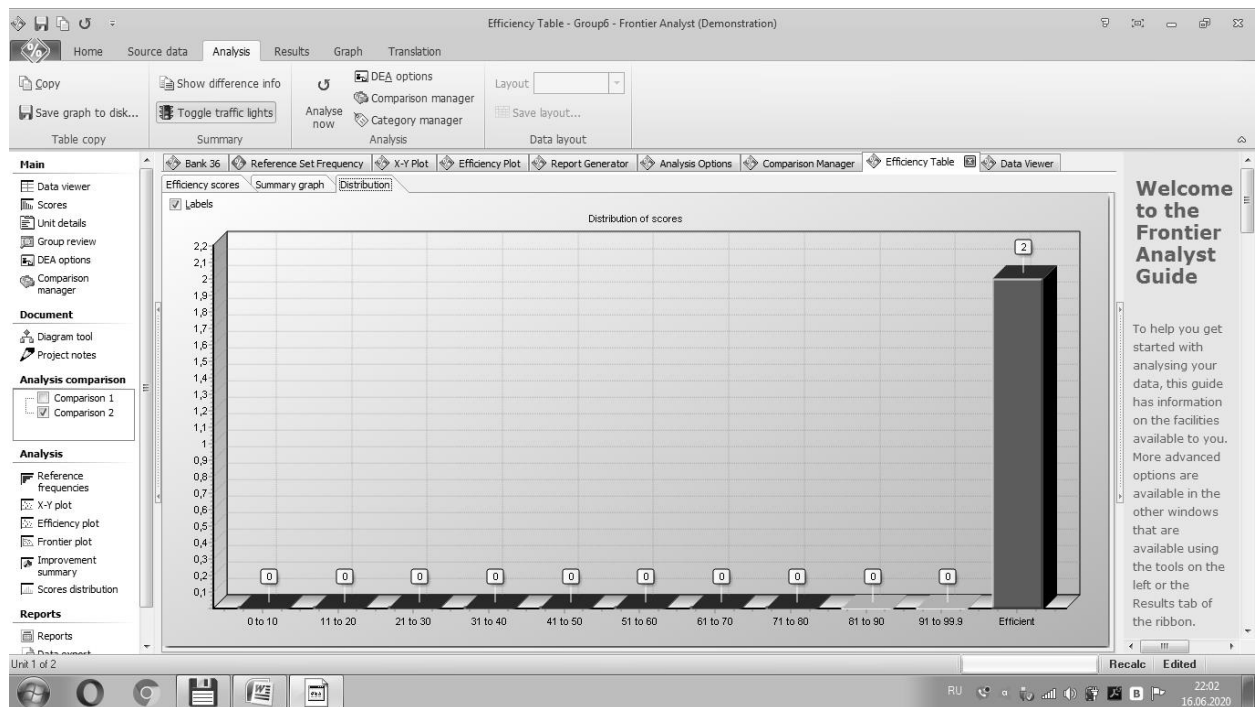 Efficiency Table - Group6 - Frontier Analyst (Demonstration)
Home Source data Analysis Results Graph Translation
Copy
Save graph to disk...
Table copy
Show difference info
Toggle traffic lights
Summary
Analyse now
DEA options
Comparison manager
Category manager
Analysis
Layout
Save layout...
Data layout
Main
Data viewer
Scores
Unit details
Group review
DEA options
Comparison
manager
Document
Diagram tool
Project notes
Analysis comparison
Comparison 1
Comparison 2
Analysis
Reference
frequencies
X-Y plot
Efficiency plot
Frontier plot
Improvement
summary
Scores distribution
Reports
Reports
Data export
Bank 36 Reference Set Frequency X-Y Plot Efficiency Plot Report Generator Analysis Options Comparison Manager Efficiency Table Data Viewer
Efficiency scores Summary graph Distribution
Labels
Distribution of scores
2,2
2,1
2
1,9
1,8
1,7
1,6
1,5
1,4
1,3
1,2
1,1
1
0,9
0,8
0,7
0,6
0,5
0,4
0,3
0,2
0,1
0 0 0 0 0 0 0 0 0 0 2
0 to 10 11 to 20 21 to 30 31 to 40 41 to 50 51 to 60 61 to 70 71 to 80 81 to 90 91 to 99.9 Efficient
Welcome
to the
Frontier
Analyst
Guide
To help you get
started with
analysing your
data, this guide
has information
on the facilities
available to you.
More advanced
options are
available in the
other windows
that are
available using
the tools on the
left or the
Results tab of
the ribbon.
Unit 1 of 2
Recalc Edited
RU
22:02
16.06.2020